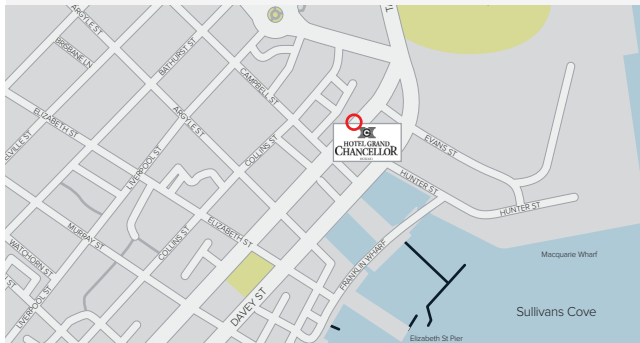 ARGYLE ST
BRISBANE LN
BATHURST ST
CAMPBELL ST
ELIZABETH ST
ARGYLE ST
COLLINS ST
HOTEL GRAND
CHANCELLOR
EVANS ST
ELVILLE ST
LIVERPOOL ST
HUNTER ST
HUNTER ST
MURRAY ST
COLLINS ST
ELIZABETH ST
WATCHORN ST
FRANKLIN WHARF
Macquarie Wharf
LIVERPOOL ST
DAVEY ST
Sullivans Cove
Elizabeth St Pier